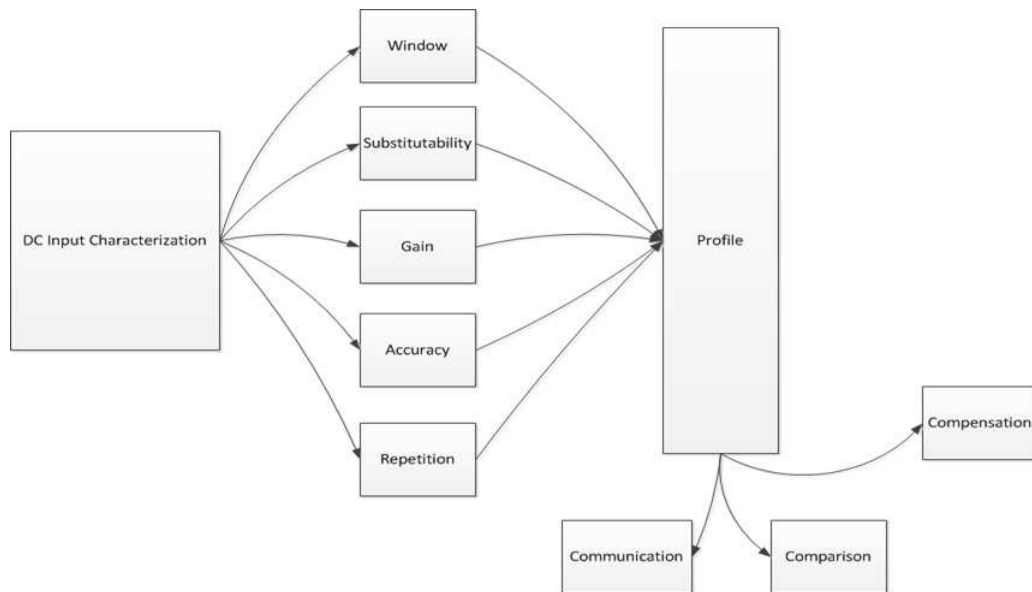 Window
Substitutability
DC Input Characterization
Gain
Profile
Accuracy
Repetition
Compensation
Communication
Comparison